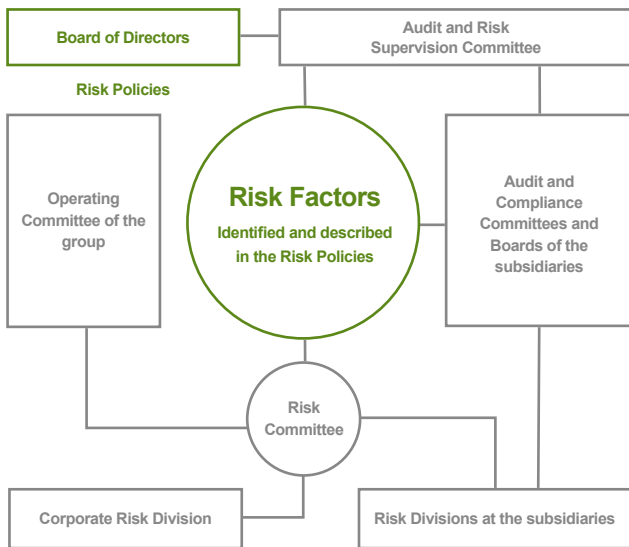 Board of Directors
Audit and Risk
Supervision Committee
Risk Policies
Operating
Committee of the
group
Risk Factors
Identified and described
in the Risk Policies
Audit and
Compliance
Committees and
Boards of the
subsidiaries
Risk
Committee
Corporate Risk Division
Risk Divisions at the subsidiaries